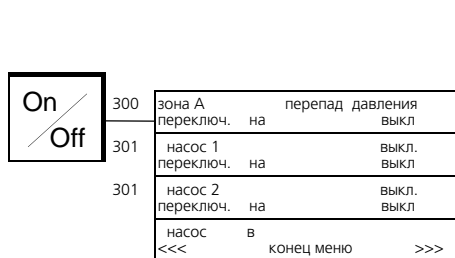 On
Off
300 зона А перепад давления
переключ. на выкл
301 насос 1 выкл.
переключ. на выкл
301 насос 2 выкл.
переключ. на выкл
насос в
<<< конец меню >>>